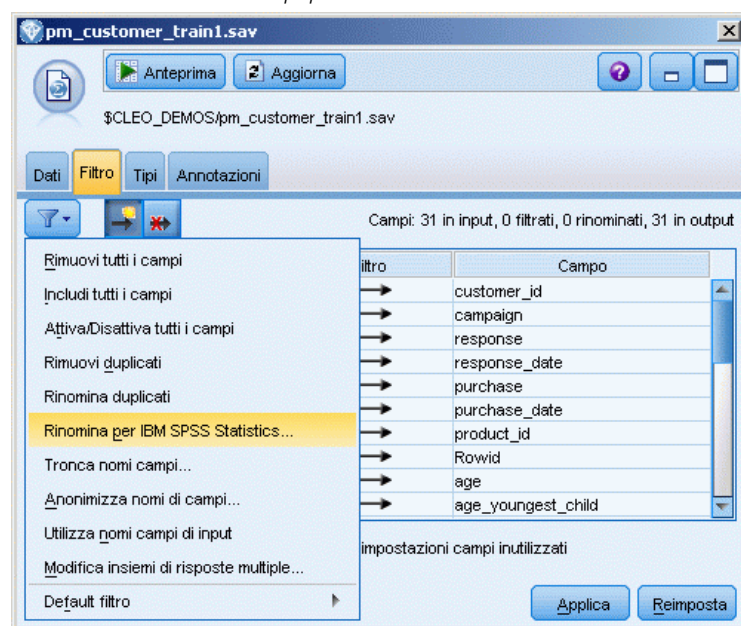 pm_customer_train1.sav
Anteprima
Aggiorna
$CLEO_DEMOS/pm_customer_train1.sav
Dati
Filtro
Tipi
Annotazioni
Campi: 31 in input, 0 filtrati, 0 rinominati, 31 in output
Rimuovi tutti i campi
Includi tutti i campi
Attiva/Disattiva tutti i campi
Rimuovi duplicati
Rinomina duplicati
Rinomina per IBM SPSS Statistics...
Tronca nomi campi...
Anonimizza nomi di campi...
Utilizza nomi campi di input
Modifica insiemi di risposte multiple...
Default filtro
iltro
Campo
customer_id
campaign
response
response_date
purchase
purchase_date
product_id
Rowid
age
age_youngest_child
impostazioni campi inutilizzati
Applica
Reimposta